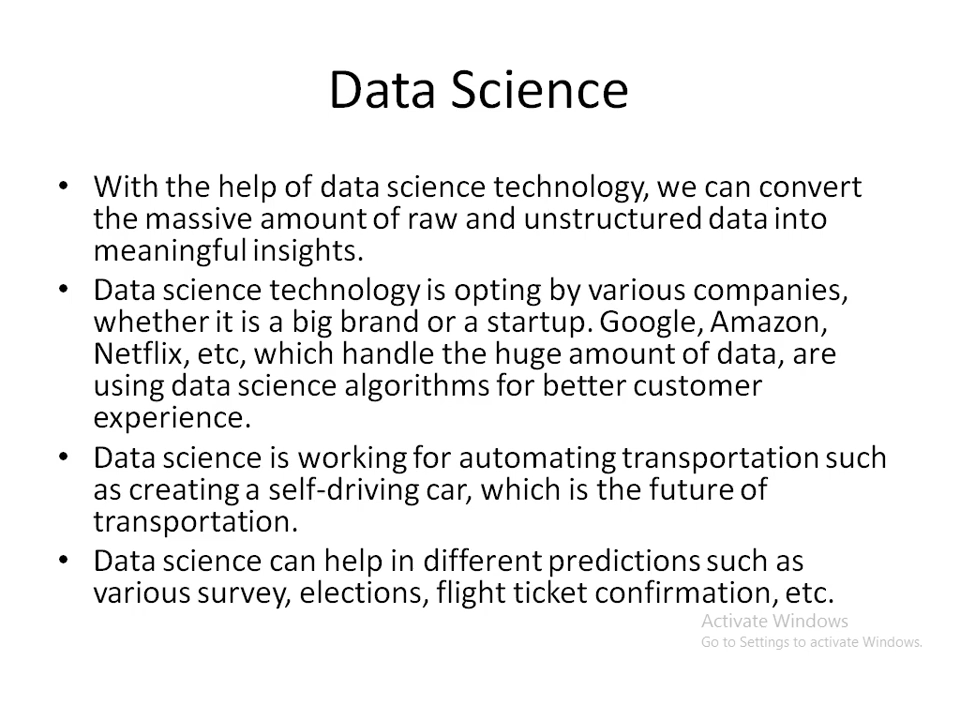 Data Science
• With the help of data science technology, we can convert
the massive amount of raw and unstructured data into
meaningful insights.
• Data science technology is opting by various companies,
whether it is a big brand or a startup. Google, Amazon,
Netflix, etc, which handle the huge amount of data, are
using data science algorithms for better customer
experience.
• Data science is working for automating transportation such
as creating a self-driving car, which is the future of
transportation.
• Data science can help in different predictions such as
various survey, elections, flight ticket confirmation, etc.
Activate Windows
Go to Settings to activate Windows.